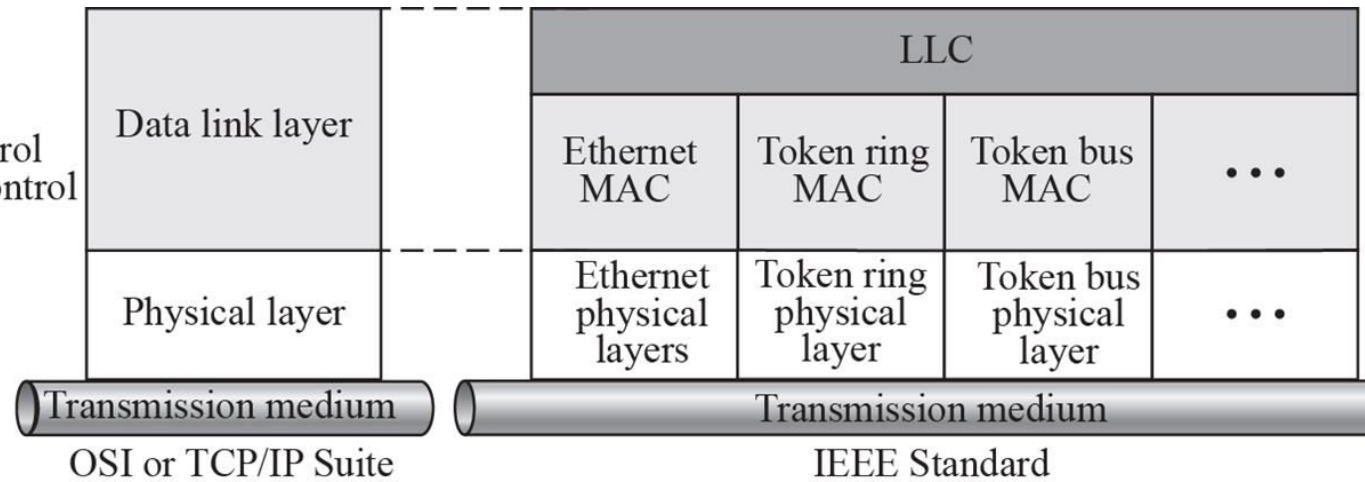 rol
ontrol
Data link layer
Physical layer
Transmission medium
OSI or TCP/IP Suite
LLC
Ethernet
MAC
Token ring
MAC
Token bus
MAC
• • •
Ethernet
physical
layers
Token ring
physical
layer
Token bus
physical
layer
• • •
Transmission medium
IEEE Standard